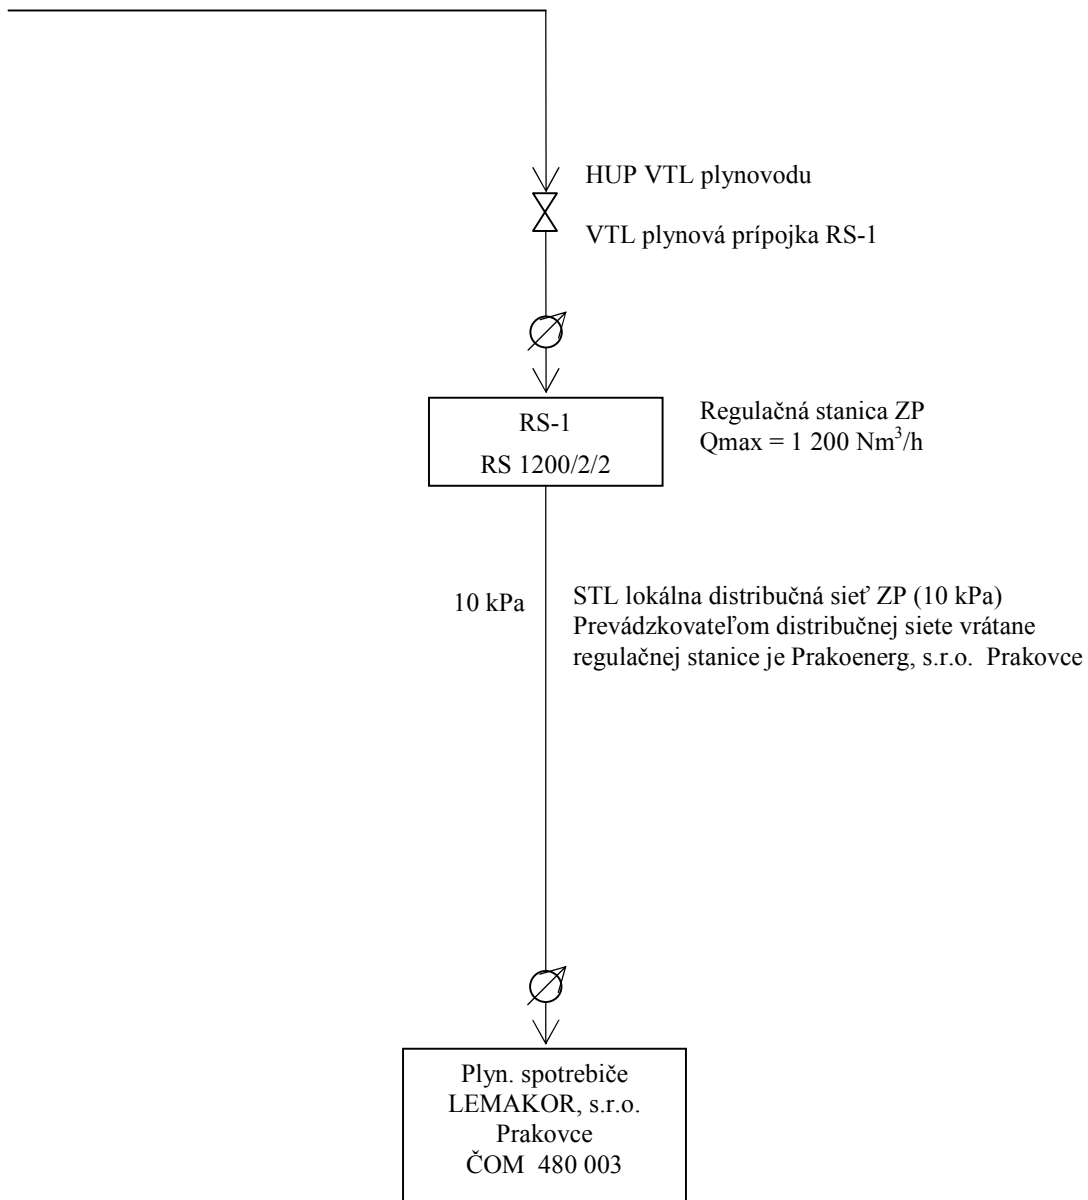 HUP VTL plynovodu
VTL plynová prípojka RS-1
RS-1
RS 1200/2/2
Regulačná stanica ZP
Qmax = 1 200 Nm³/h
10 kPa
STL lokálna distribučná sieť ZP (10 kPa)
Prevádzkovateľom distribučnej siete vrátane
regulačnej stanice je Prakoenerg, s.r.o.  Prakovce
Plyn. spotrebiče
LEMAKOR, s.r.o.
Prakovce
ČOM  480 003